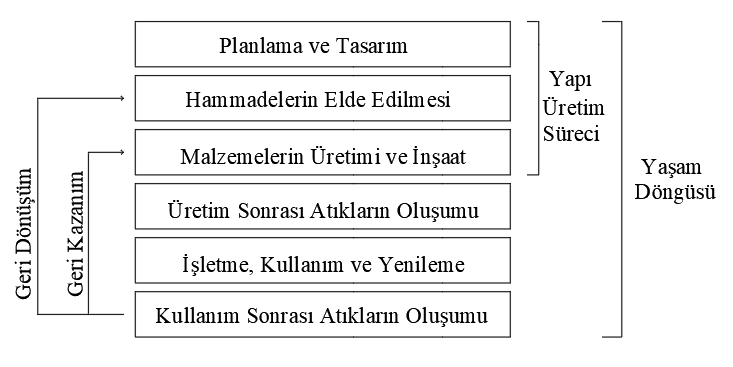 Planlama ve Tasarım
Hammadelerin Elde Edilmesi
Malzemelerin Üretimi ve İnşaat
Üretim Sonrası Atıkların Oluşumu
İşletme, Kullanım ve Yenileme
Kullanım Sonrası Atıkların Oluşumu
Geri Dönüşüm
Geri Kazanım
Yapı
Üretim
Süreci
Yaşam
Döngüsü